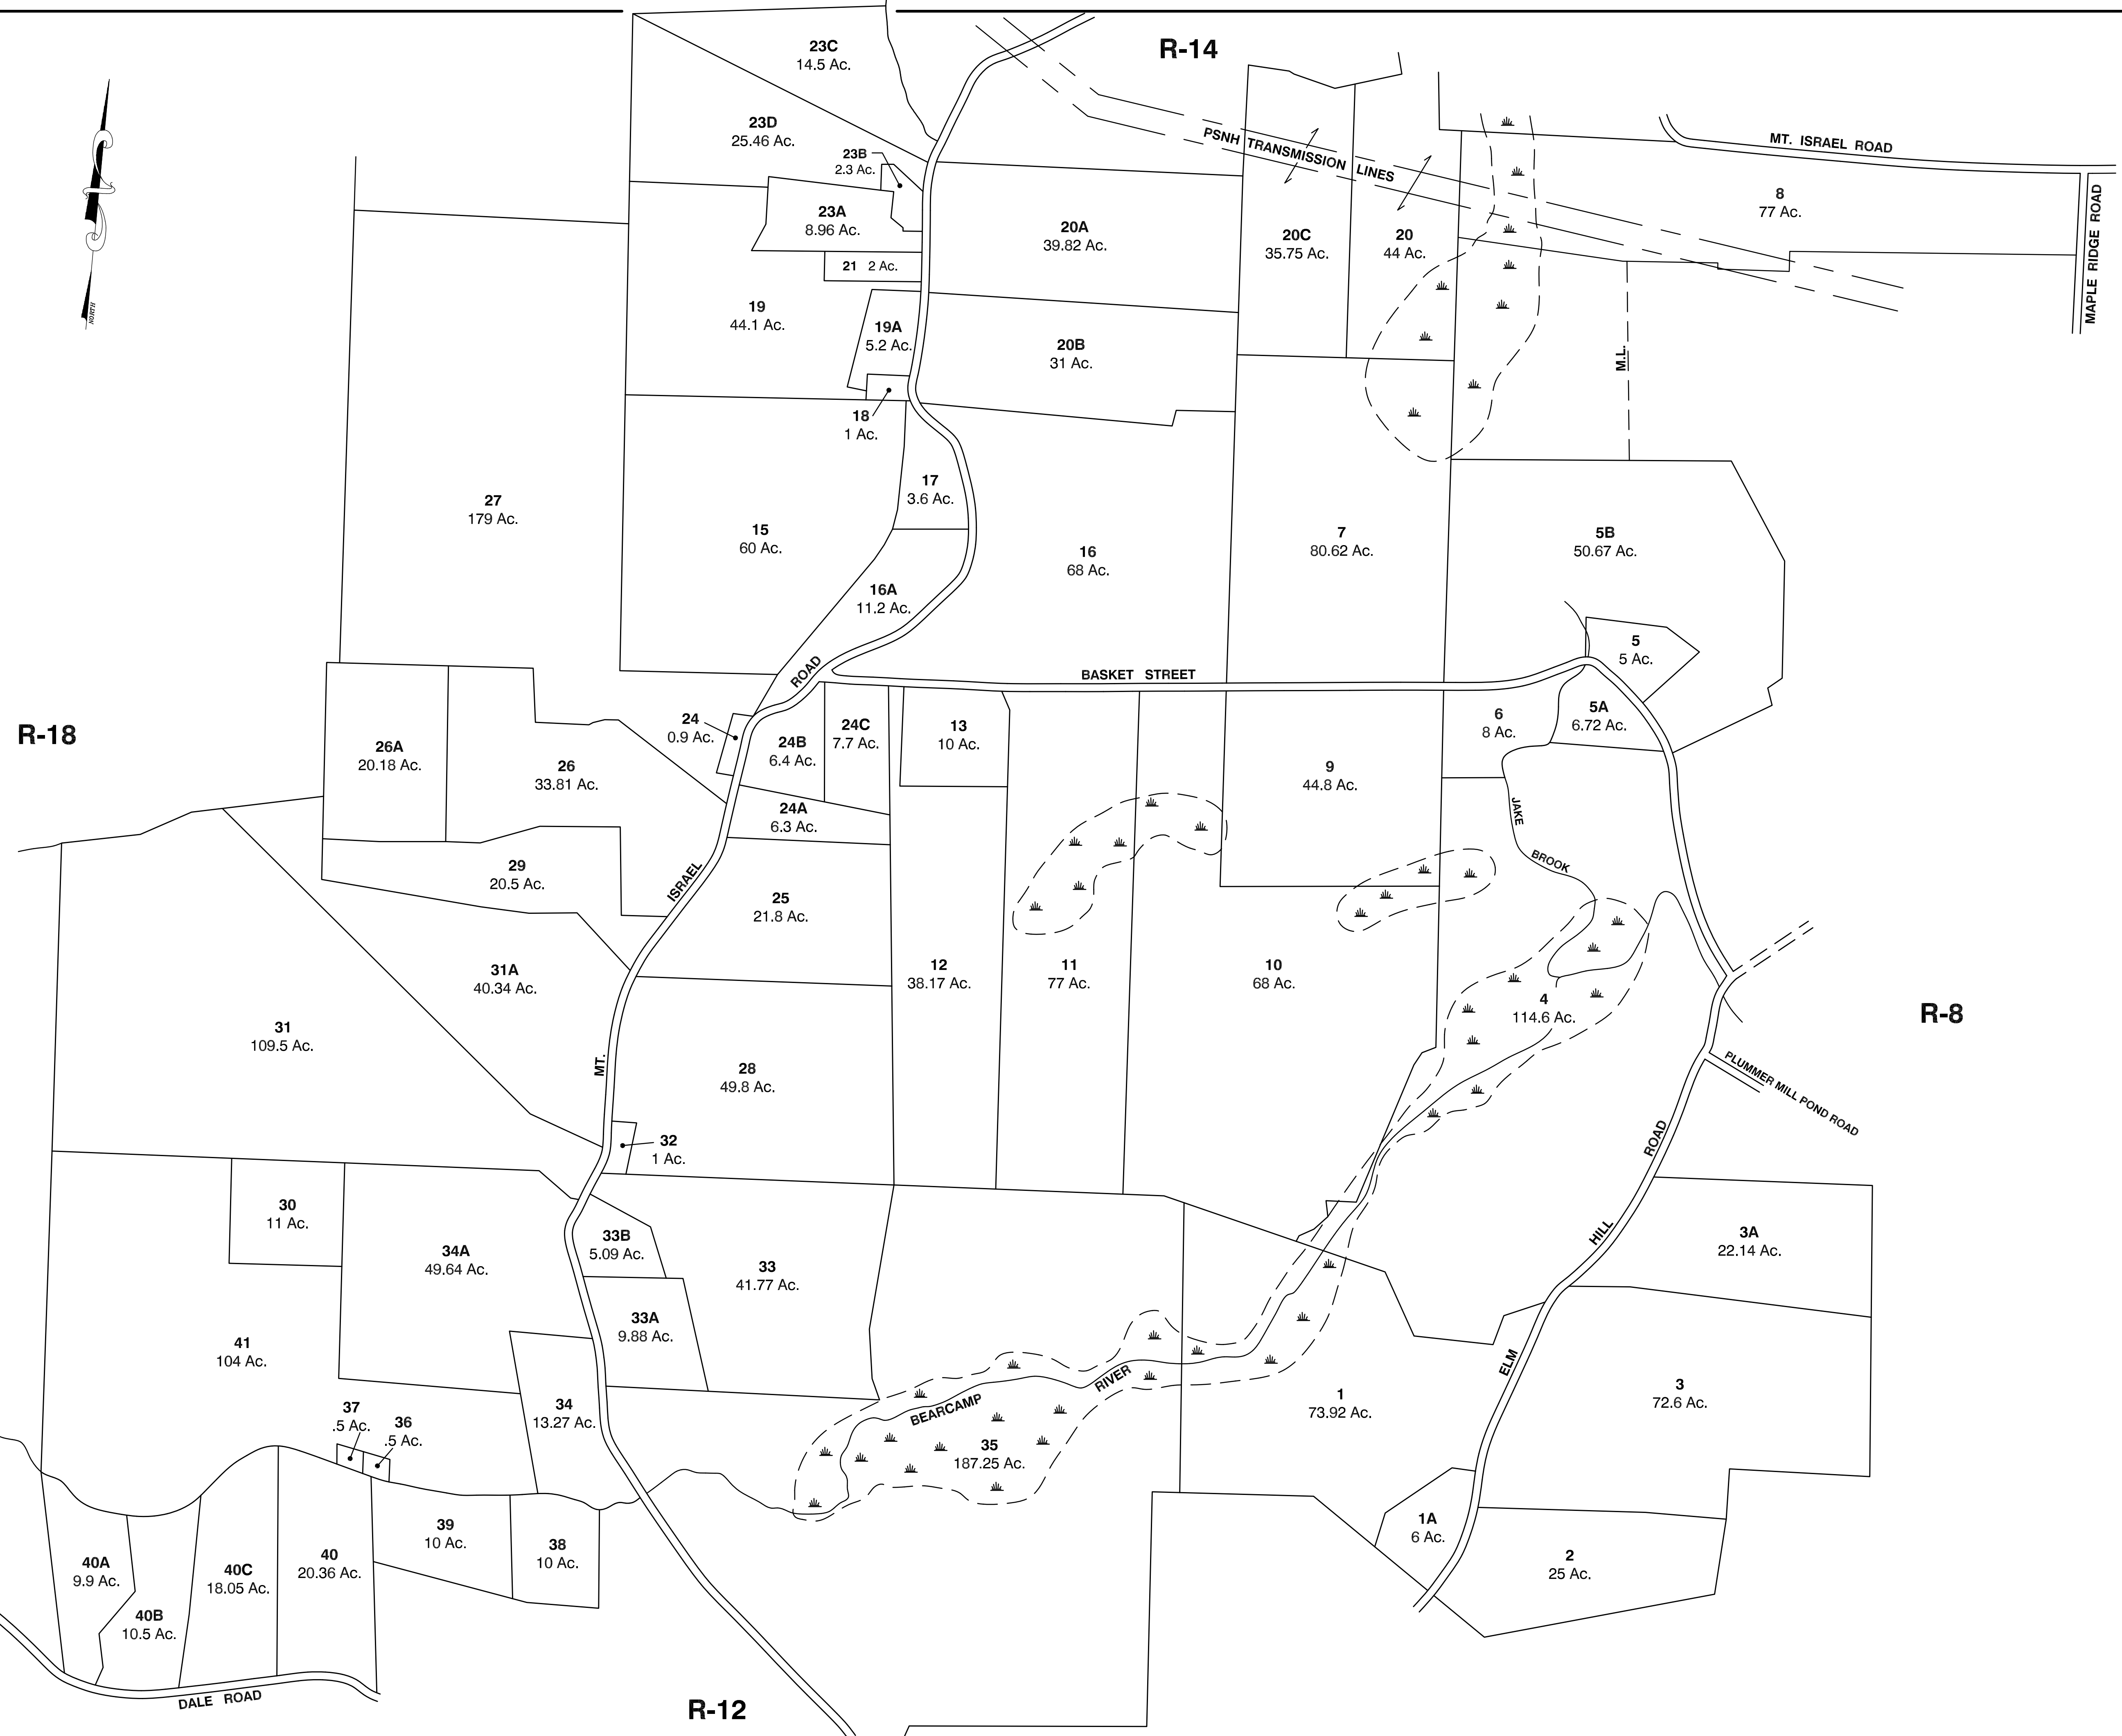 R-14
23C
14.5 Ac.
23D
25.46 Ac.
23B
2.3 Ac.
PSNH TRANSMISSION LINES
MT. ISRAEL ROAD
MAPLE RIDGE ROAD
8
77 Ac.
23A
8.96 Ac.
20A
39.82 Ac.
20C
35.75 Ac.
20
44 Ac.
21 2 Ac.
19
44.1 Ac.
19A
5.2 Ac.
20B
31 Ac.
M.L.
18
1 Ac.
17
3.6 Ac.
27
179 Ac.
15
60 Ac.
16
68 Ac.
7
80.62 Ac.
5B
50.67 Ac.
16A
11.2 Ac.
5
5 Ac.
ROAD
BASKET STREET
R-18
24
0.9 Ac.
24B
6.4 Ac.
24C
7.7 Ac.
13
10 Ac.
6
8 Ac.
5A
6.72 Ac.
26A
20.18 Ac.
26
33.81 Ac.
9
44.8 Ac.
24A
6.3 Ac.
JAKE
BROOK
29
20.5 Ac.
ISRAEL
25
21.8 Ac.
31A
40.34 Ac.
12
38.17 Ac.
11
77 Ac.
10
68 Ac.
4
114.6 Ac.
R-8
31
109.5 Ac.
MT.
28
49.8 Ac.
PLUMMER MILL POND ROAD
32
1 Ac.
ROAD
30
11 Ac.
34A
49.64 Ac.
33B
5.09 Ac.
33
41.77 Ac.
HILL
3A
22.14 Ac.
33A
9.88 Ac.
41
104 Ac.
ELM
37
.5 Ac.
36
.5 Ac.
34
13.27 Ac.
BEARCAMP
RIVER
35
187.25 Ac.
1
73.92 Ac.
3
72.6 Ac.
1A
6 Ac.
2
25 Ac.
40A
9.9 Ac.
40B
10.5 Ac.
40C
18.05 Ac.
40
20.36 Ac.
39
10 Ac.
38
10 Ac.
DALE ROAD
R-12